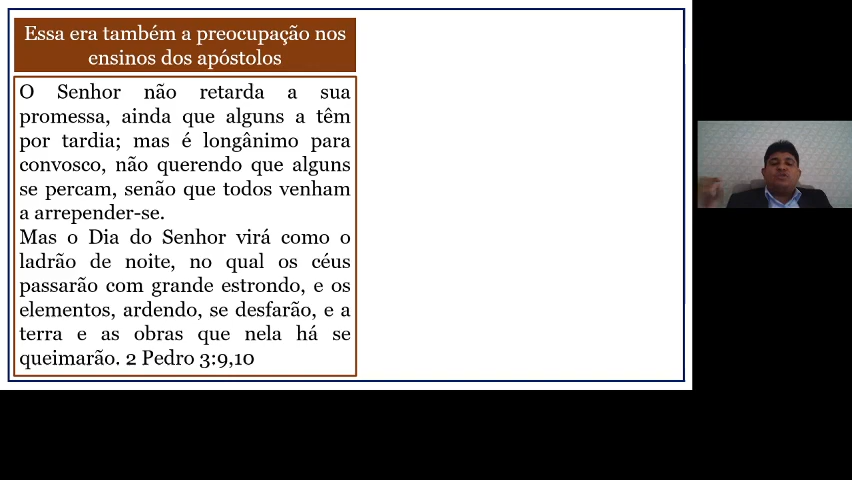 Essa era também a preocupação nos
ensinos dos apóstolos
O Senhor não retarda a sua
promessa, ainda que alguns a têm
por tardia; mas é longânimo para
convosco, não querendo que alguns
se percam, senão que todos venham
a arrepender-se.
Mas o Dia do Senhor virá como o
ladrão de noite, no qual os céus
passarão com grande estrondo, e os
elementos, ardendo, se desfarão, e a
terra e as obras que nela há se
queimarão. 2 Pedro 3:9,10